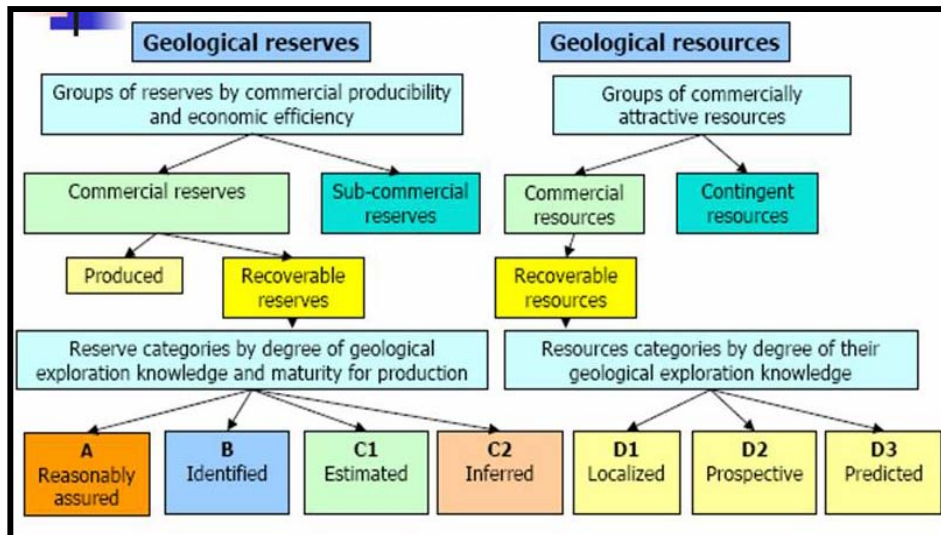 Geological reserves
Geological resources
Groups of reserves by commercial producibility
and economic efficiency
Groups of commercially
attractive resources
Commercial reserves
Sub-commercial
reserves
Commercial
resources
Contingent
resources
Produced
Recoverable
reserves
Recoverable
resources
Reserve categories by degree of geological
exploration knowledge and maturity for production
Resources categories by degree of their
geological exploration knowledge
A
Reasonably
assured
B
Identified
C1
Estimated
C2
Inferred
D1
Localized
D2
Prospective
D3
Predicted